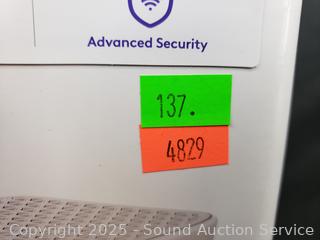 Advanced Security
137.
4829
Copyright © 2025 - Sound Auction Service